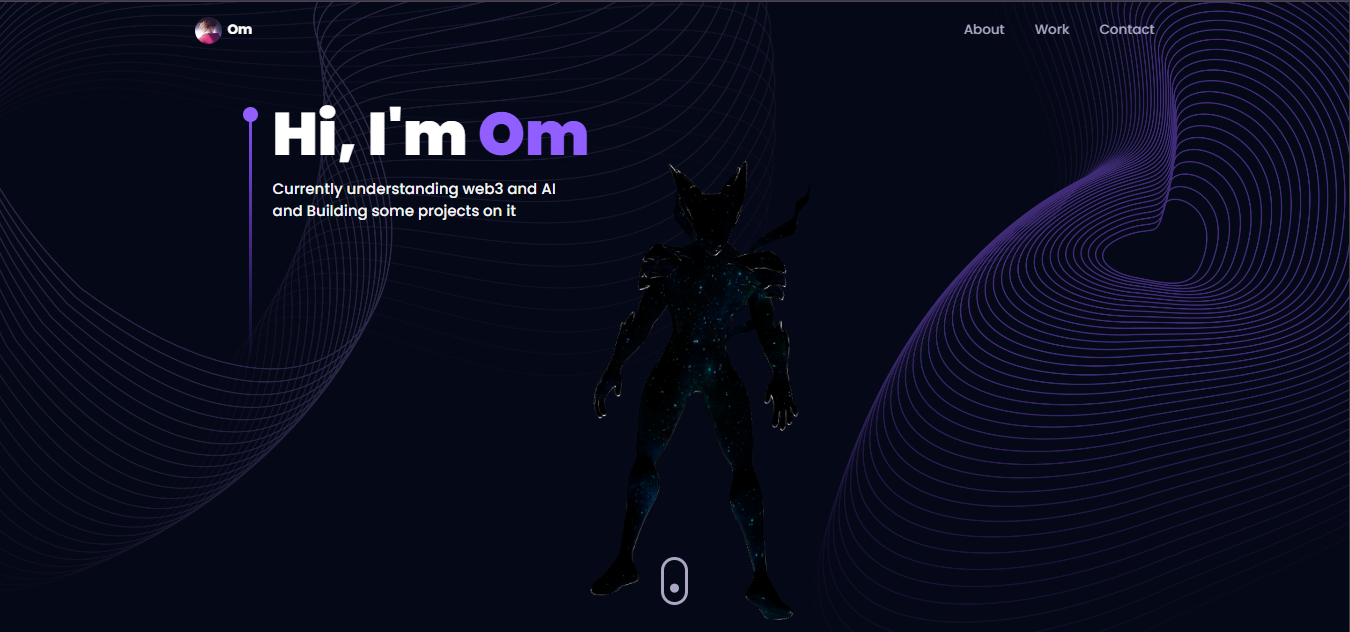 Om
About Work Contact
Hi, I'm Om
Currently understanding web3 and AI
and Building some projects on it